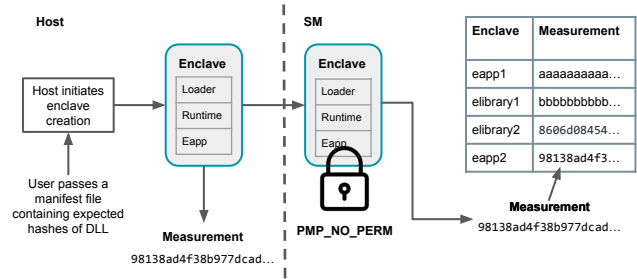 Host
SM
Host initiates
enclave
creation
User passes a
manifest file
containing expected
hashes of DLL
Enclave
Loader
Runtime
Eapp
Measurement
98138ad4f38b977dcad...
Enclave
Loader
Runtime
Eapp
PMP_NO_PERM
Enclave Measurement
eapp1 aaaaaaaaaa...
elibrary1 bbbbbbbbbb...
elibrary2 8606d08454...
eapp2 98138ad4f3...
Measurement
98138ad4f38b977dcad...